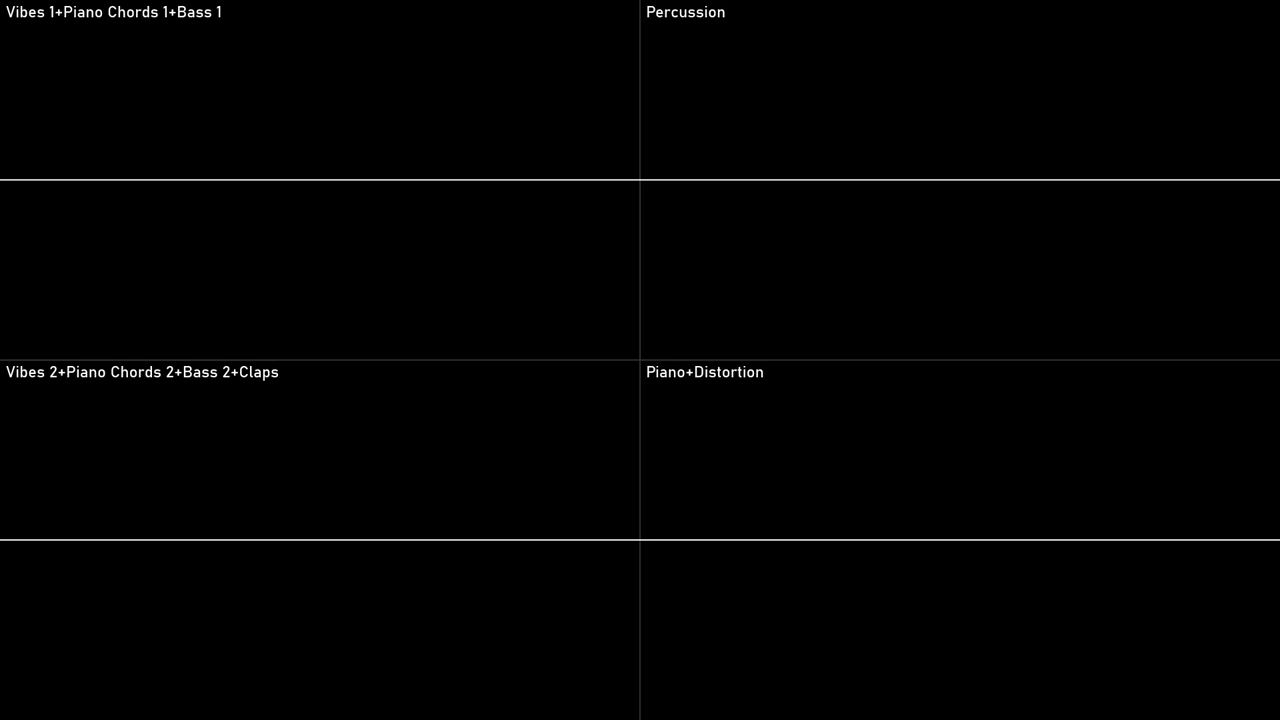 Vibes 1+Piano Chords 1+Bass 1
Percussion
Vibes 2+Piano Chords 2+Bass 2+Claps
Piano+Distortion